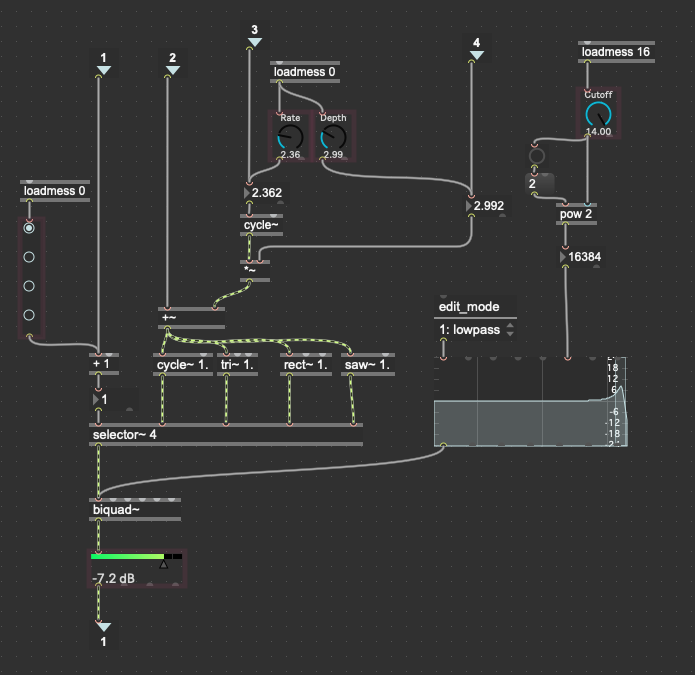 1
2
3
4
loadmess 0
Rate
2.36
Depth
2.99
loadmess 16
Cutoff
14.00
2
pow 2
16384
loadmess 0
2.362
2.992
cycle~
*~
+~
edit_mode
1: lowpass
+ 1
1
cycle~ 1.
tri~ 1.
rect~ 1.
saw~ 1.
18
12
6
-6
-12
-18
selector~ 4
biquad~
-7.2 dB
1